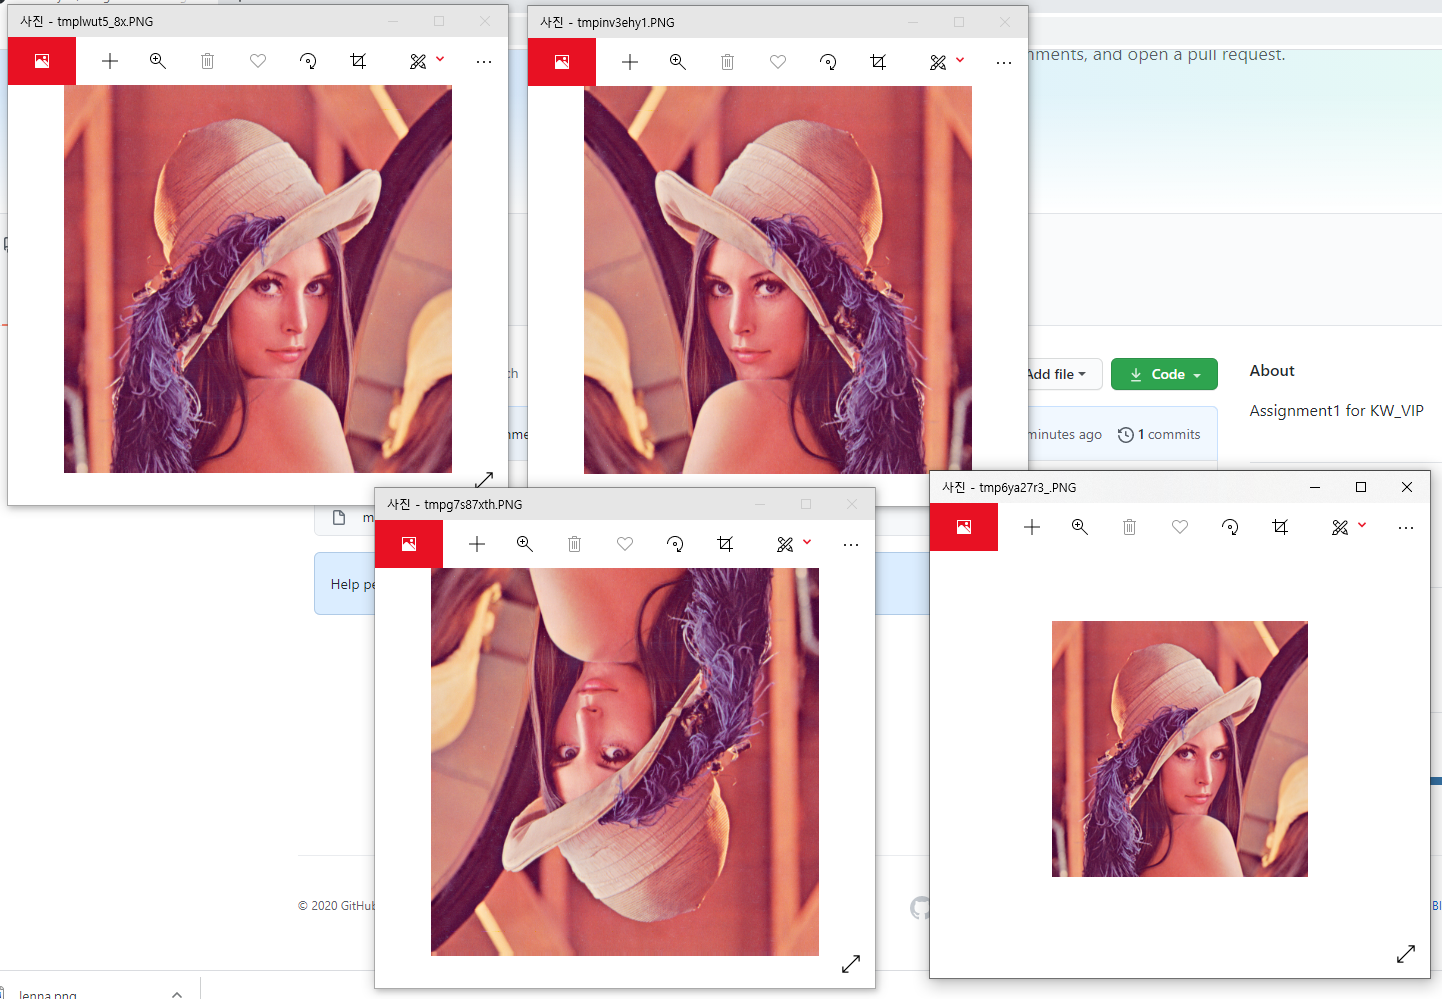 사진 - tmplwut5_8x.PNG
사진 - tmpinv3ehy1.PNG
nments, and open a pull request.
ch
Add file
Code
About
Assignment1 for KW_VIP
minutes ago
1 commits
사진 - tmpg7s87xth.PNG
사진 - tmp6ya27r3_.PNG
m
Help pe
© 2020 GitHub
Bl
lenna.png